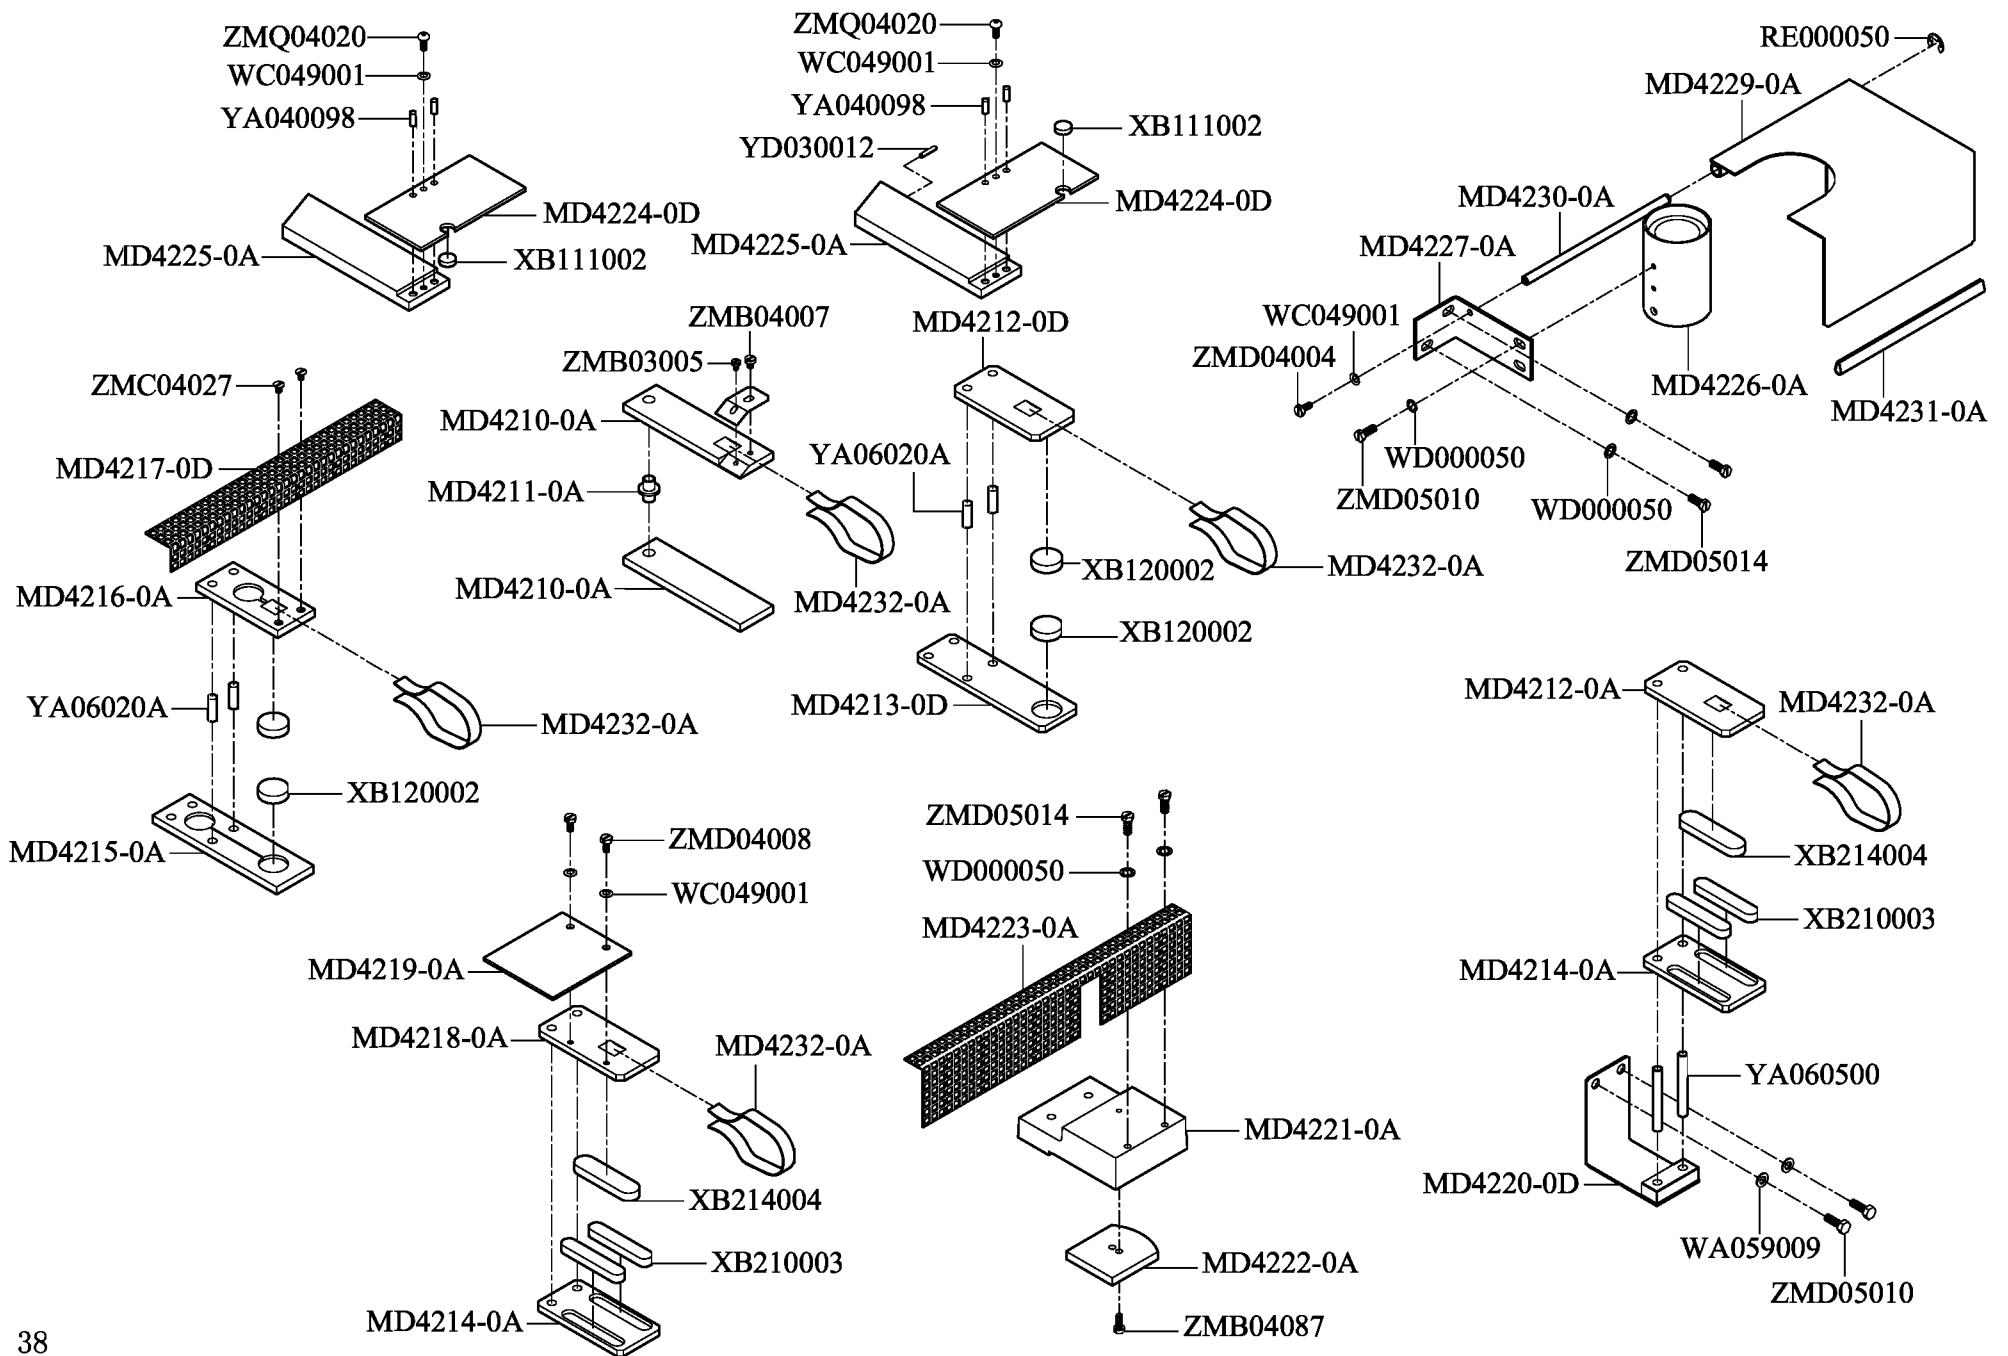 ZMQ04020
WC049001
YA040098
MD4224-0D
MD4225-0A
XB111002
ZMQ04020
WC049001
YA040098
XB111002
YD030012
MD4224-0D
MD4225-0A
RE000050
MD4229-0A
MD4230-0A
MD4227-0A
WC049001
ZMD04004
MD4226-0A
MD4231-0A
WD000050
ZMD05010
WD000050
ZMD05014
ZMC04027
MD4217-0D
MD4216-0A
YA06020A
MD4232-0A
XB120002
MD4215-0A
ZMB04007
ZMB03005
MD4210-0A
MD4211-0A
MD4210-0A
MD4232-0A
MD4212-0D
YA06020A
XB120002
MD4232-0A
XB120002
MD4213-0D
ZMD04008
WC049001
MD4219-0A
MD4218-0A
MD4232-0A
XB214004
XB210003
MD4214-0A
ZMD05014
WD000050
MD4223-0A
MD4221-0A
MD4222-0A
ZMB04087
MD4212-0A
MD4232-0A
XB214004
XB210003
MD4214-0A
YA060500
MD4220-0D
WA059009
ZMD05010
38